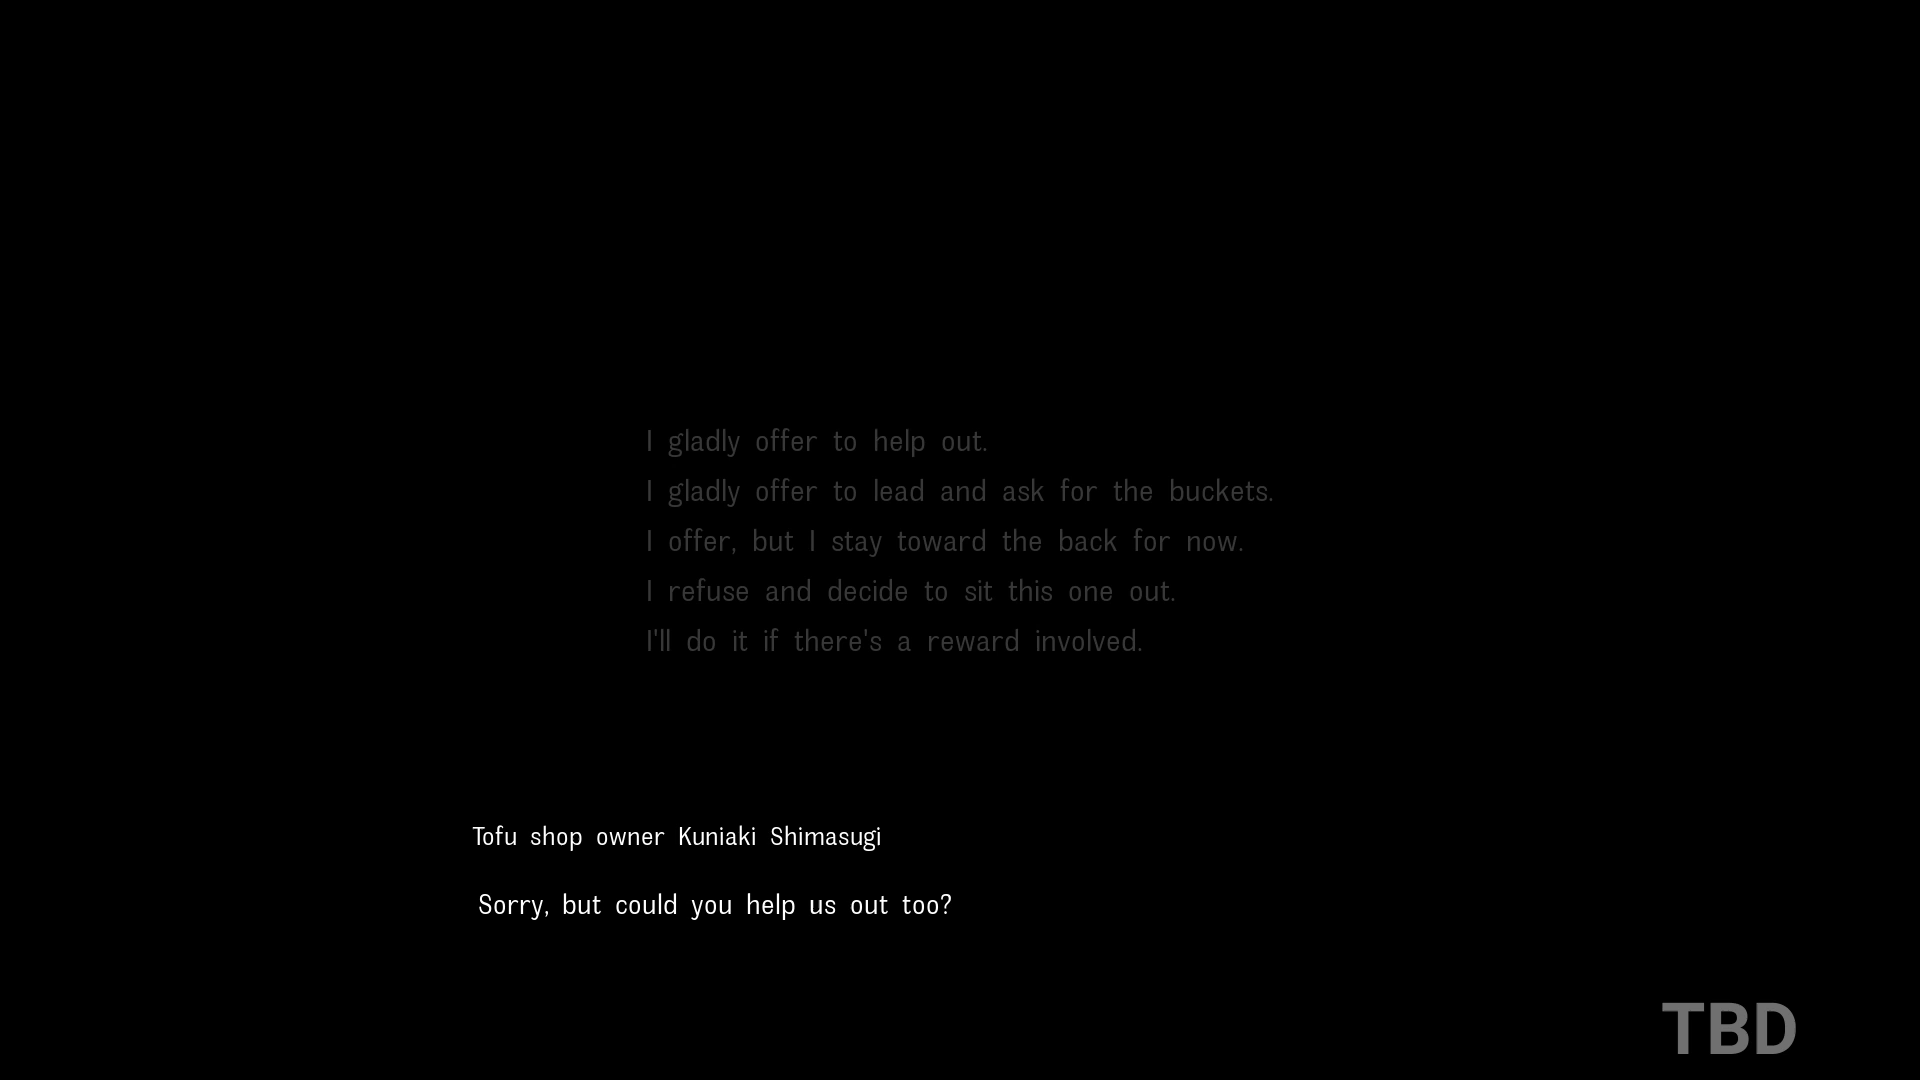 I gladly offer to help out.
I gladly offer to lead and ask for the buckets.
I offer, but I stay toward the back for now.
I refuse and decide to sit this one out.
I'll do it if there's a reward involved.
Tofu shop owner Kuniaki Shimasugi
Sorry, but could you help us out too?
TBD